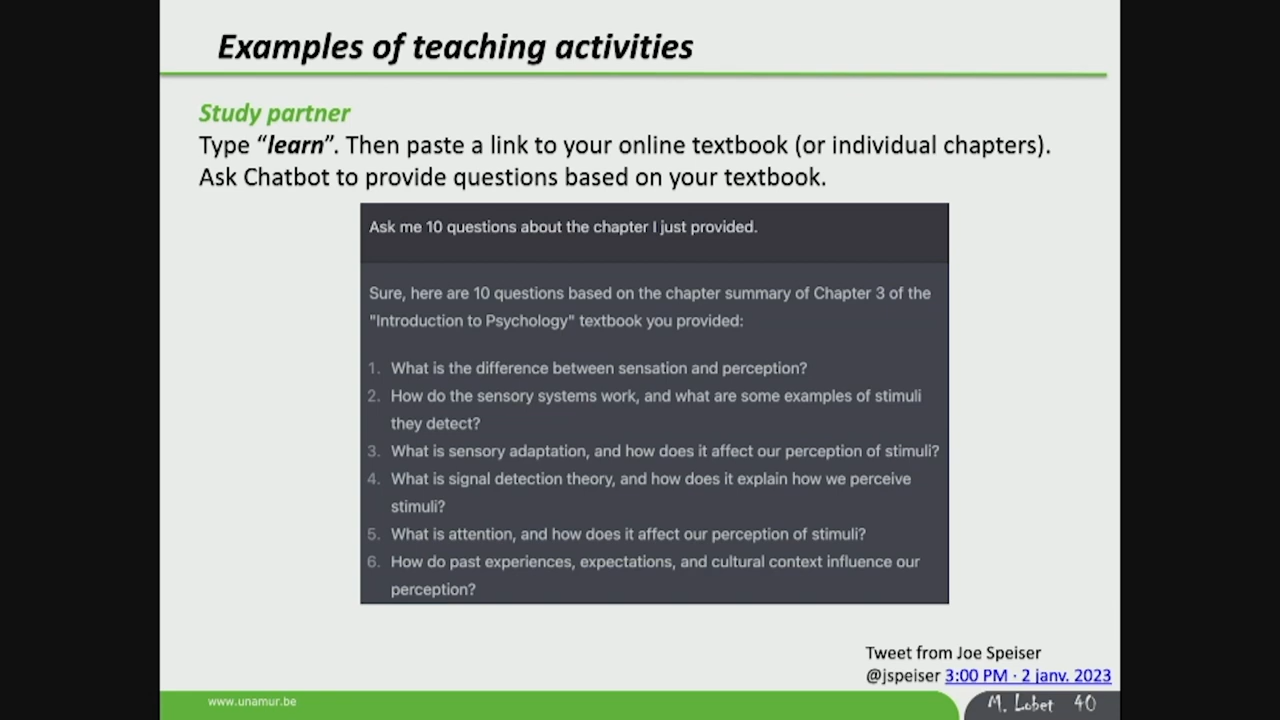 Examples of teaching activities
Study partner
Type “learn”. Then paste a link to your online textbook (or individual chapters).
Ask Chatbot to provide questions based on your textbook.
Ask me 10 questions about the chapter I just provided.
Sure, here are 10 questions based on the chapter summary of Chapter 3 of the
"Introduction to Psychology" textbook you provided:
1. What is the difference between sensation and perception?
2. How do the sensory systems work, and what are some examples of stimuli
they detect?
3. What is sensory adaptation, and how does it affect our perception of stimuli?
4. What is signal detection theory, and how does it explain how we perceive
stimuli?
5. What is attention, and how does it affect our perception of stimuli?
6. How do past experiences, expectations, and cultural context influence our
perception?
Tweet from Joe Speiser
@jspeiser 3:00 PM · 2 janv. 2023
www.unamur.be
M. Lobet 40